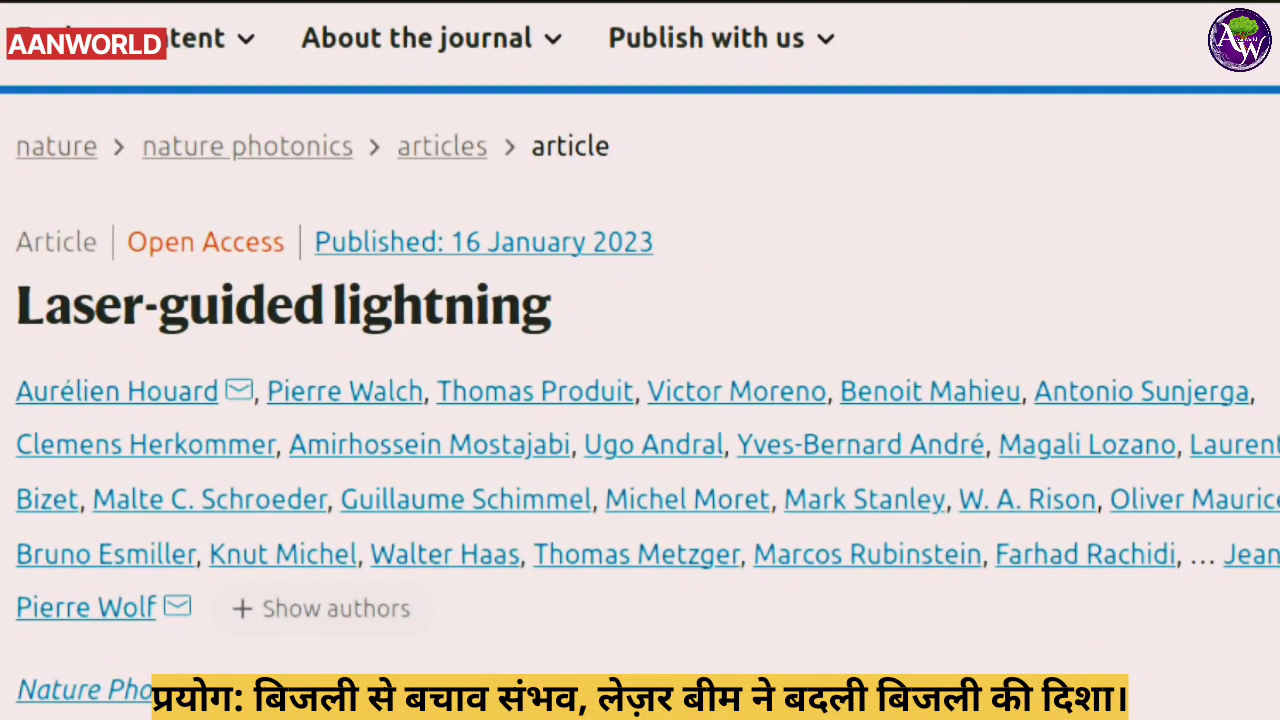 AANWORLD
About the journal
Publish with us
AW
nature > nature photonics > articles > article
Article | Open Access | Published: 16 January 2023
Laser-guided lightning
Aurélien Houard, Pierre Walch, Thomas Produit, Victor Moreno, Benoit Mahieu, Antonio Sunjerga,
Clemens Herkommer, Amirhossein Mostajabi, Ugo Andral, Yves-Bernard André, Magali Lozano, Laurent
Bizet, Malte C. Schroeder, Guillaume Schimmel, Michel Moret, Mark Stanley, W. A. Rison, Oliver Maurice
Bruno Esmiller, Knut Michel, Walter Haas, Thomas Metzger, Marcos Rubinstein, Farhad Rachidi, … Jean
Pierre Wolf + Show authors
Nature Pho
प्रयोग: बिजली से बचाव संभव, लेज़र बीम ने बदली बिजली की दिशा।